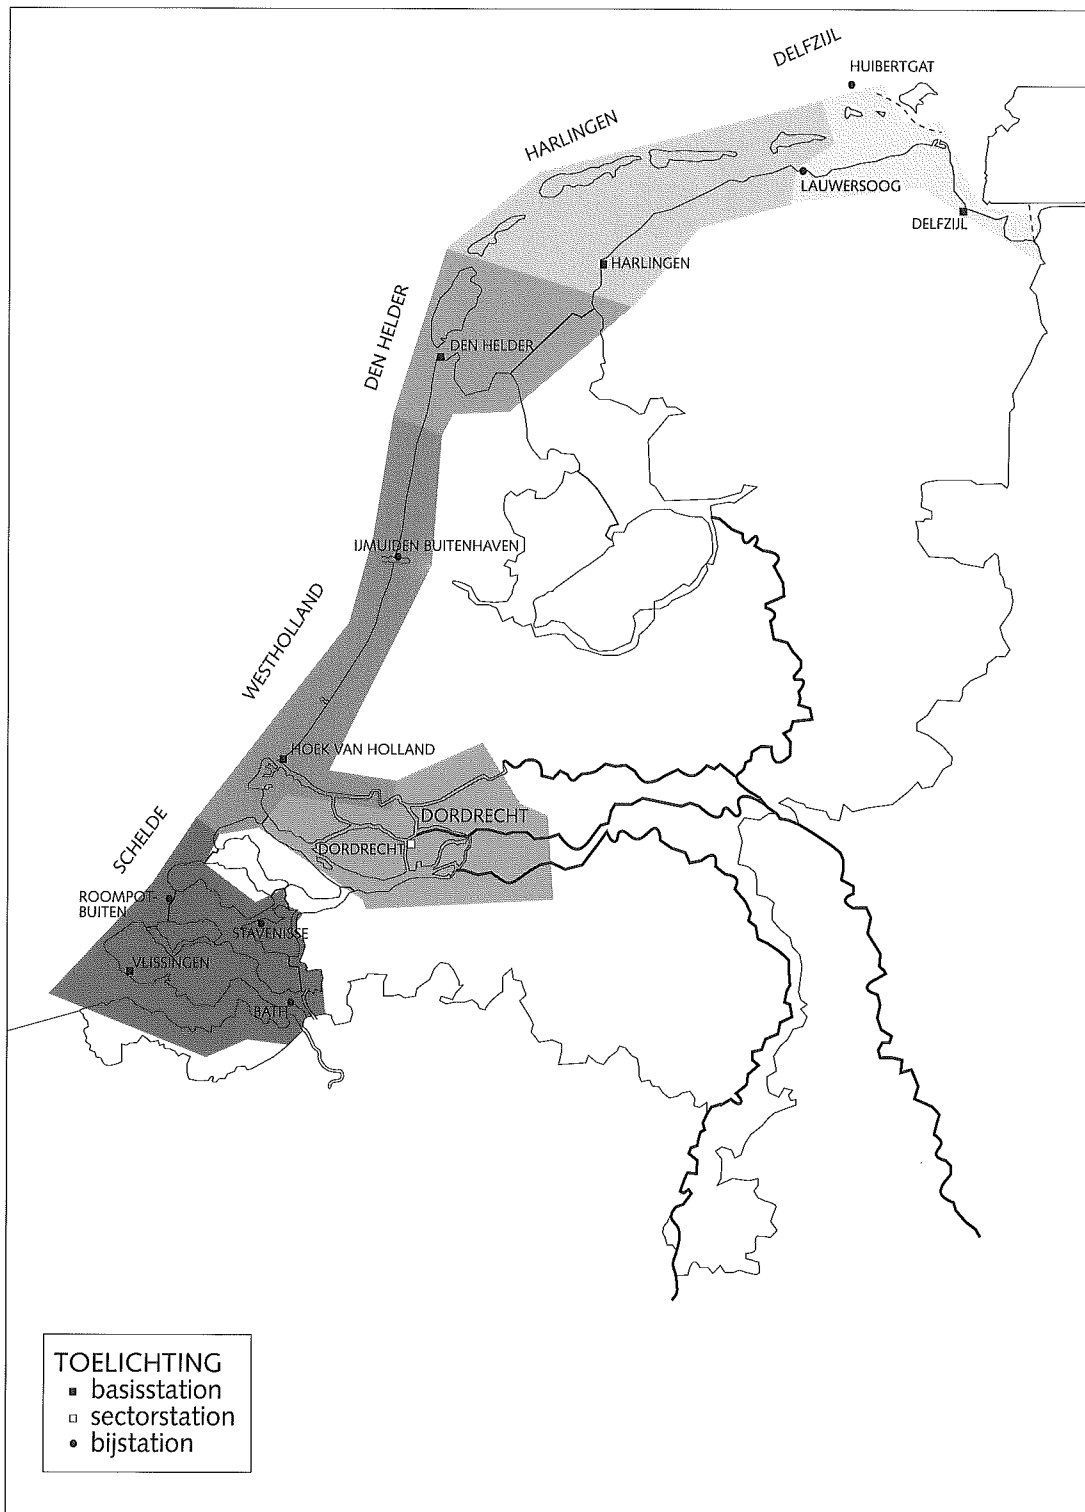 DELFZIJL
HUIBERTGAT
HARLINGEN
LAUWERSOOG
DELFZIJL
HARLINGEN
DEN HELDER
DEN HELDER
IJMUIDEN BUITENHAVEN
WESTHOLLAND
HOEK VAN HOLLAND
DORDRECHT
SCHELDE
DORDRECHT
ROOMPOT-
BUITEN
STAVENISSE
VLISSINGEN
BATH
TOELICHTING
basisstation
sectorstation
bijstation